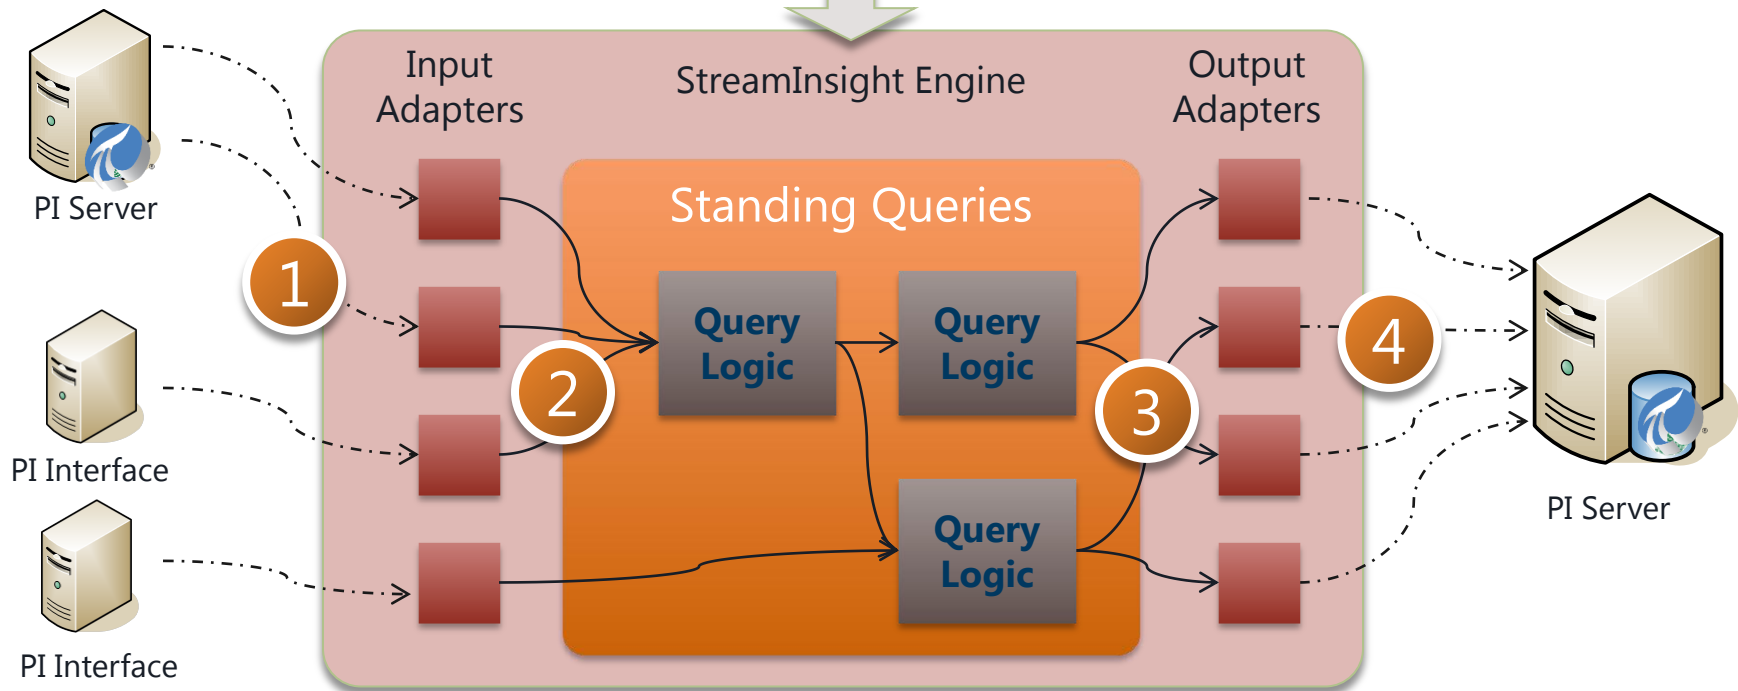 Input
Adapters
StreamInsight Engine
Output
Adapters
PI Server
Standing Queries
1
Query
Logic
Query
Logic
2
3
4
PI Interface
Query
Logic
PI Server
PI Interface